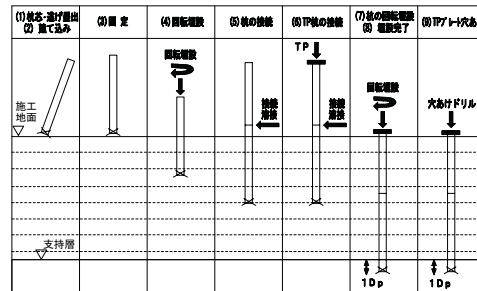 (1) 杭芯・逃げ墨出
(2) 建て込み
(3) 固 定
(4) 回転埋設
(5) 杭の接続
(6) TP杭の接続
(7) 杭の回転埋設
(8) 埋設完了
(9) TPプレート穴あ
施工
地面
回転埋設
接続
溶接
TP
接続
溶接
回転埋設
穴あけドリル
支持層
1Dp
1Dp